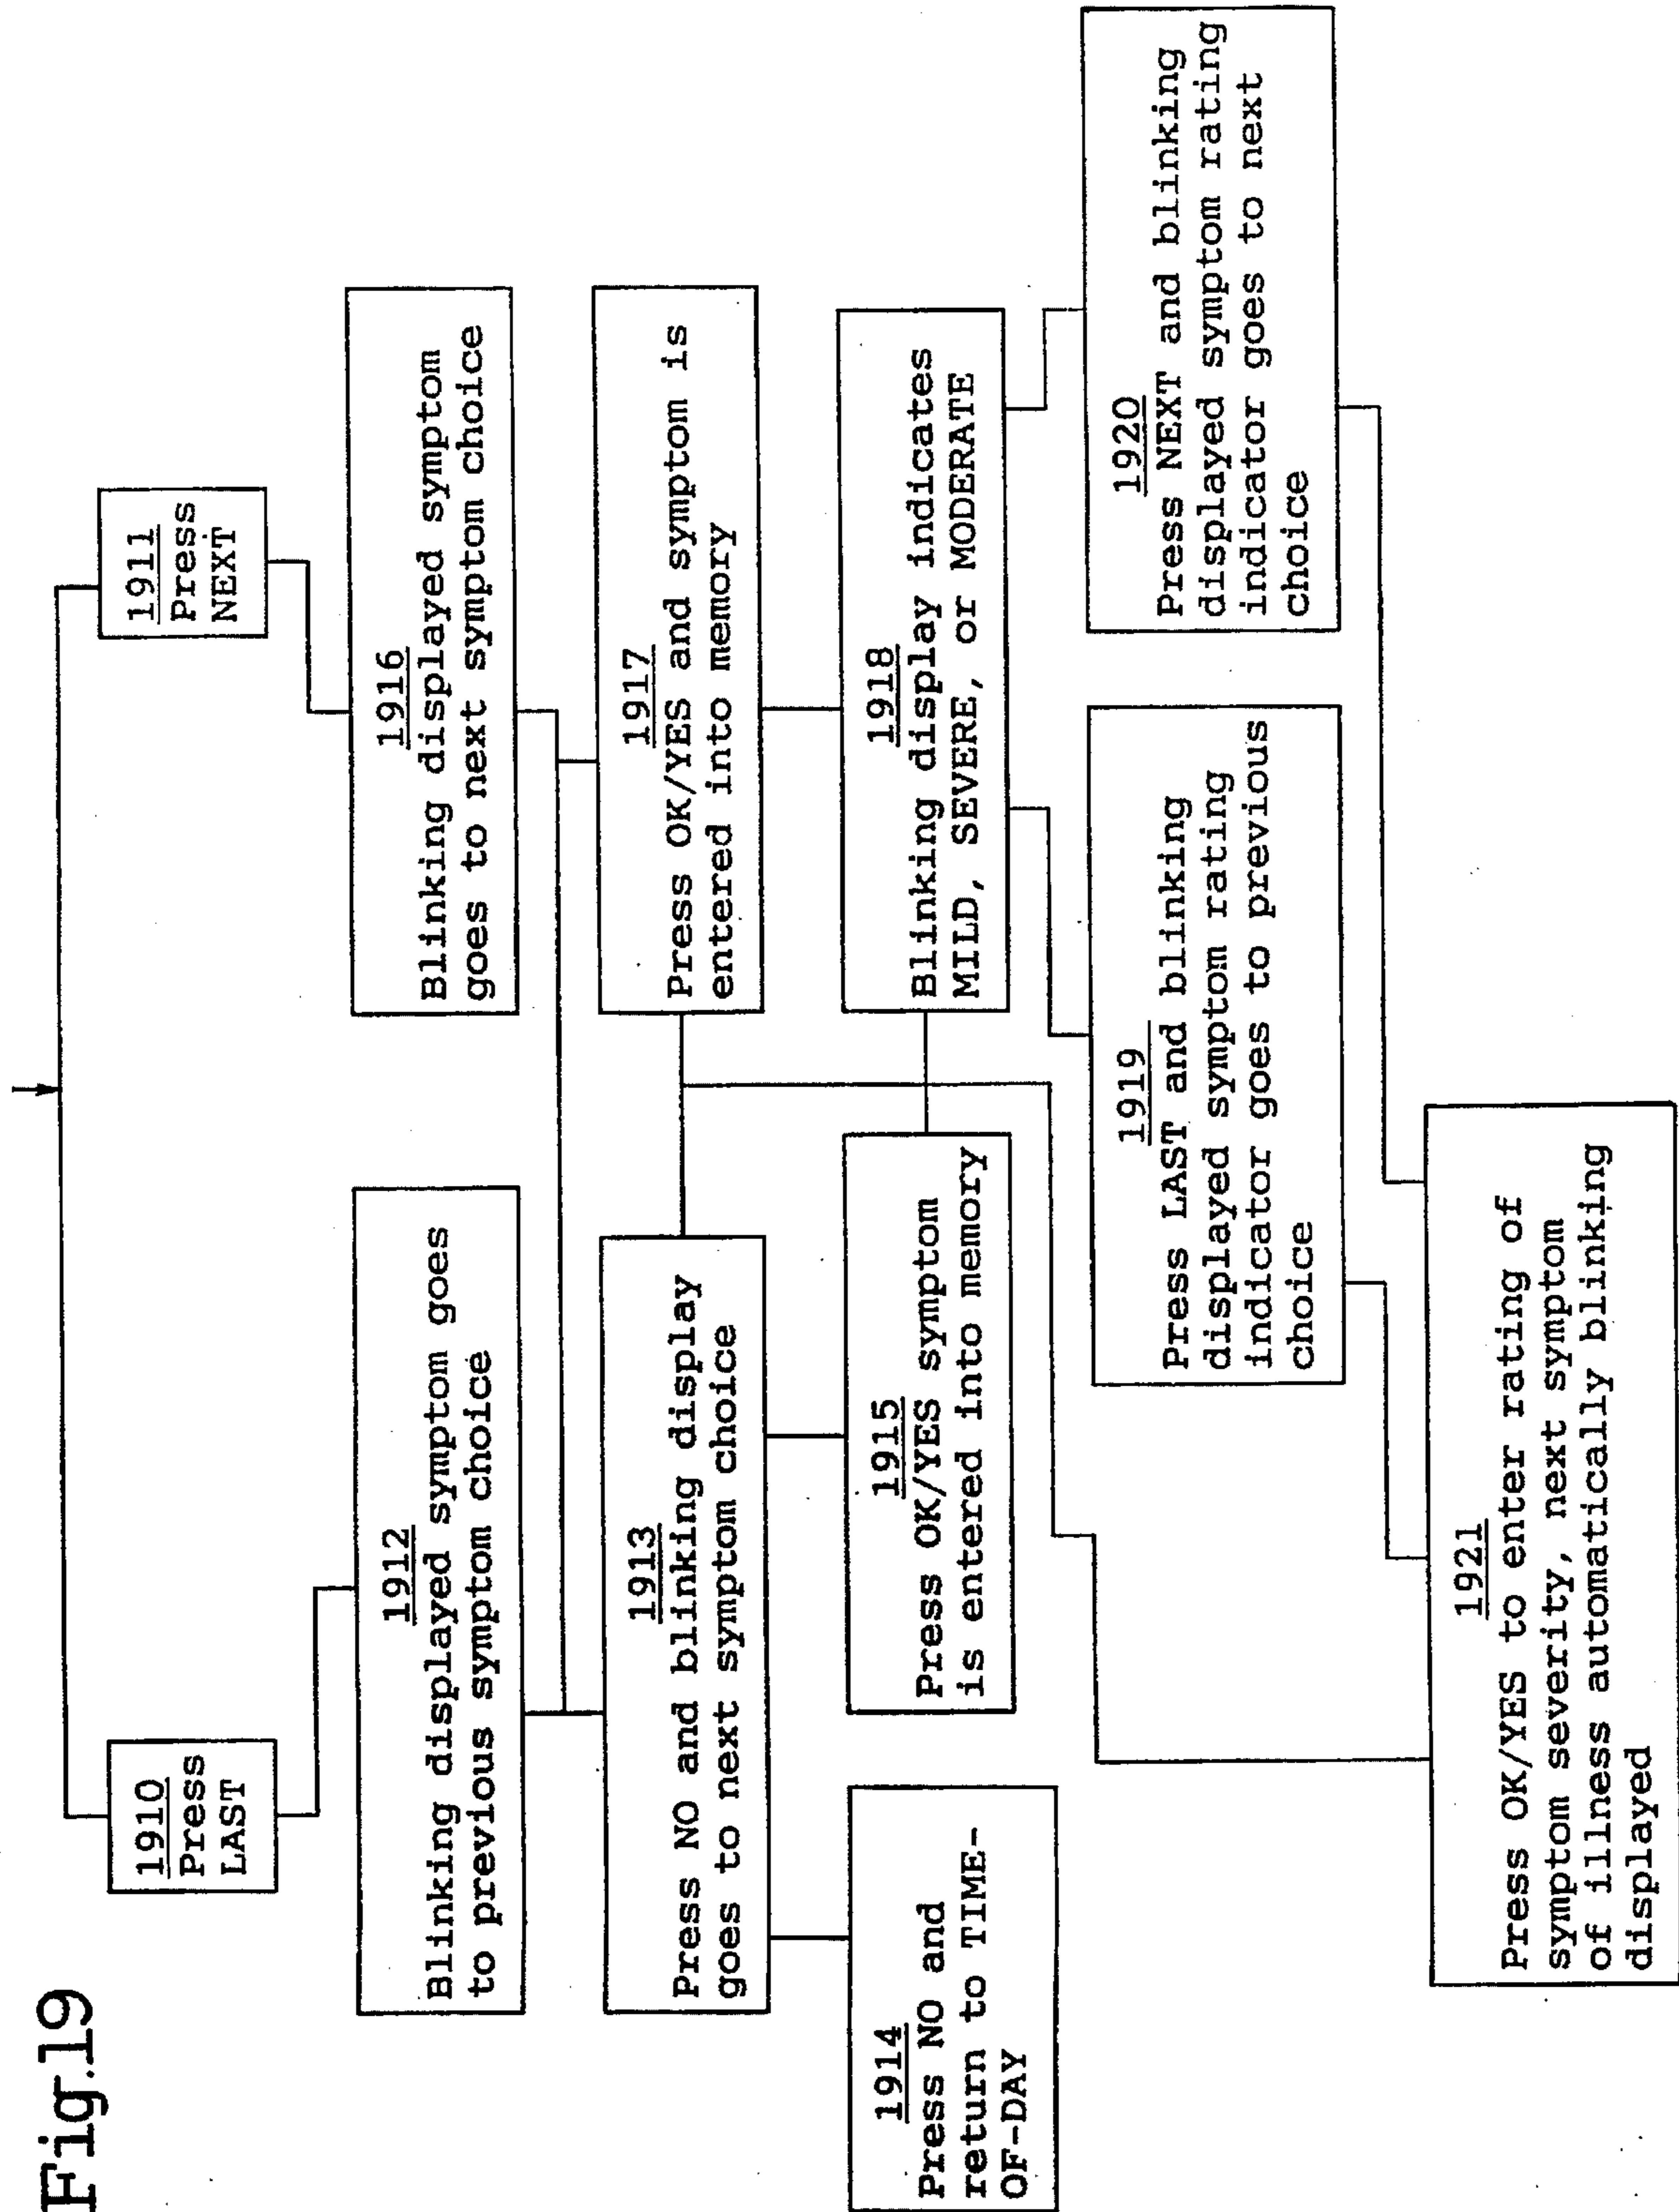 Fig.19
1910
Press
LAST
1911
Press
NEXT
1912
Blinking displayed symptom goes
to previous symptom choice
1916
Blinking displayed symptom
goes to next symptom choice
1913
Press NO and blinking display
goes to next symptom choice
1917
Press OK/YES and symptom is
entered into memory
1914
Press NO and
return to TIME-
OF-DAY
1915
Press OK/YES symptom
is entered into memory
1918
Blinking display indicates
MILD, SEVERE, or MODERATE
1919
Press LAST and blinking
displayed symptom rating
indicator goes to previous
choice
1920
Press NEXT and blinking
displayed symptom rating
indicator goes to next
choice
1921
Press OK/YES to enter rating of
symptom severity, next symptom
of illness automatically blinking
displayed